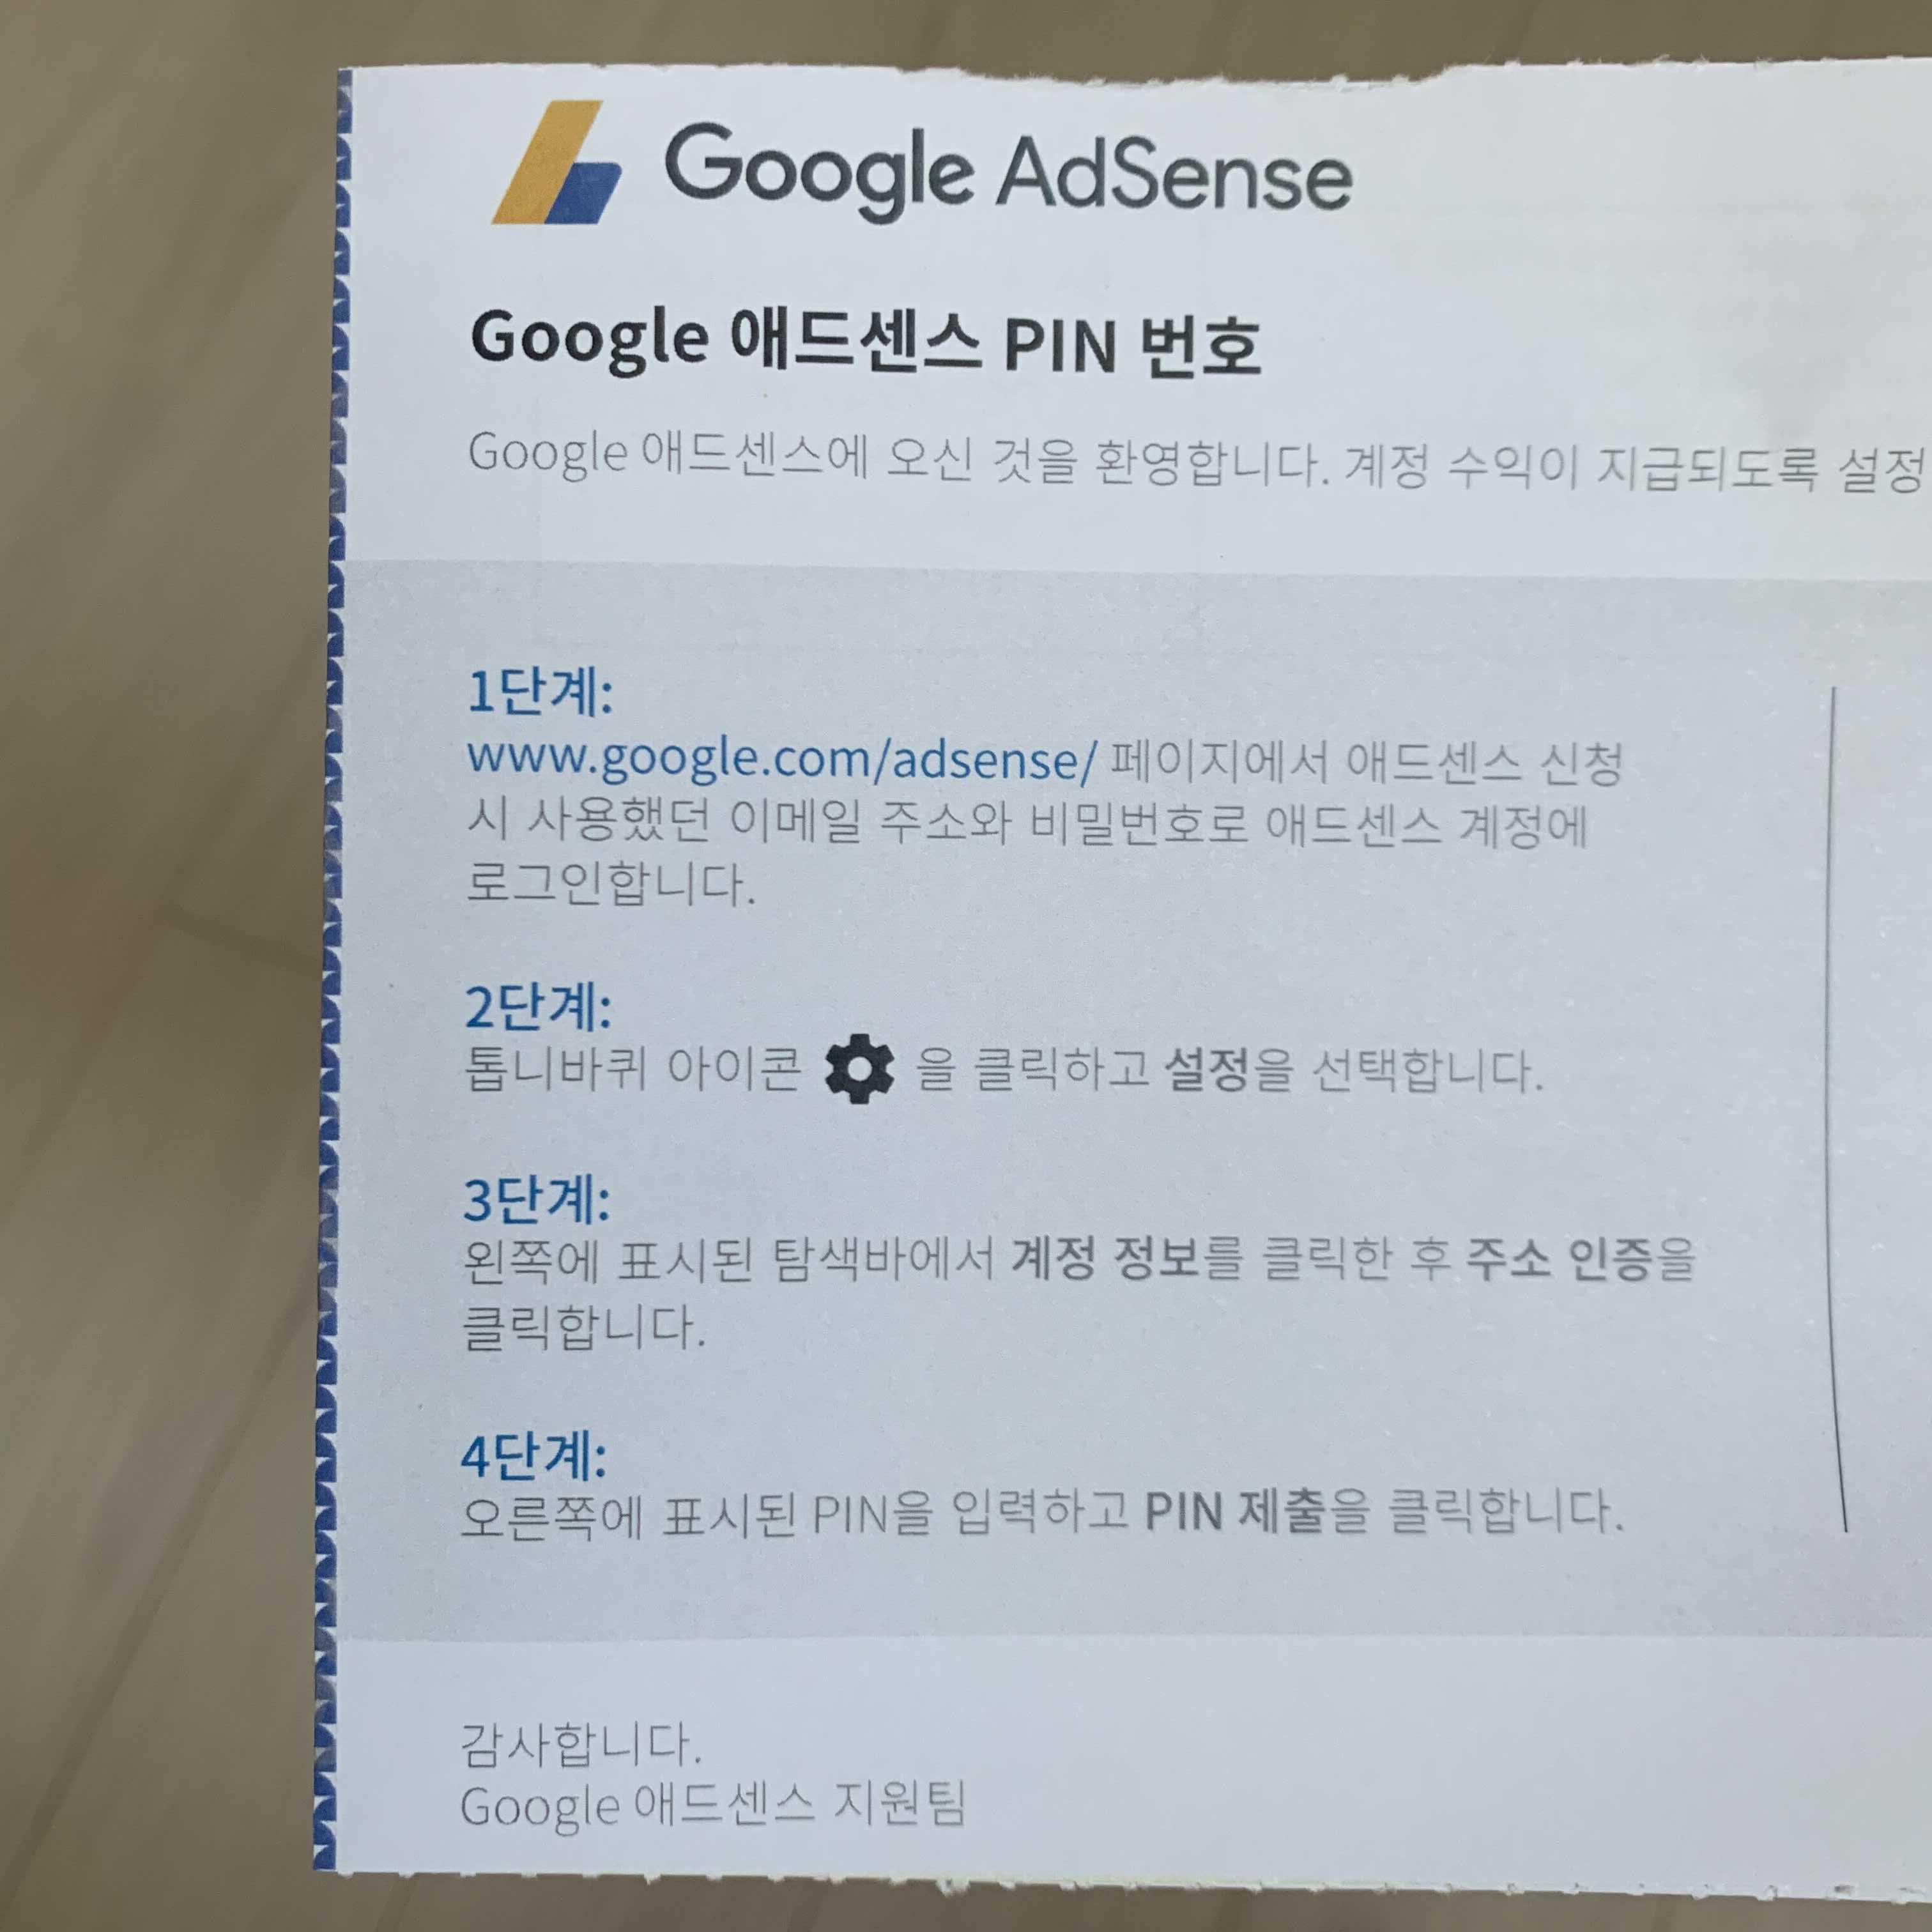 Google AdSense
Google 애드센스 PIN 번호
Google 애드센스에 오신 것을 환영합니다. 계정 수익이 지급되도록 설정
1단계:
www.google.com/adsense/ 페이지에서 애드센스 신청
시 사용했던 이메일 주소와 비밀번호로 애드센스 계정에
로그인합니다.
2단계:
톱니바퀴 아이콘 을 클릭하고 설정을 선택합니다.
3단계:
왼쪽에 표시된 탐색바에서 계정 정보를 클릭한 후 주소 인증을
클릭합니다.
4단계:
오른쪽에 표시된 PIN을 입력하고 PIN 제출을 클릭합니다.
감사합니다.
Google 애드센스 지원팀